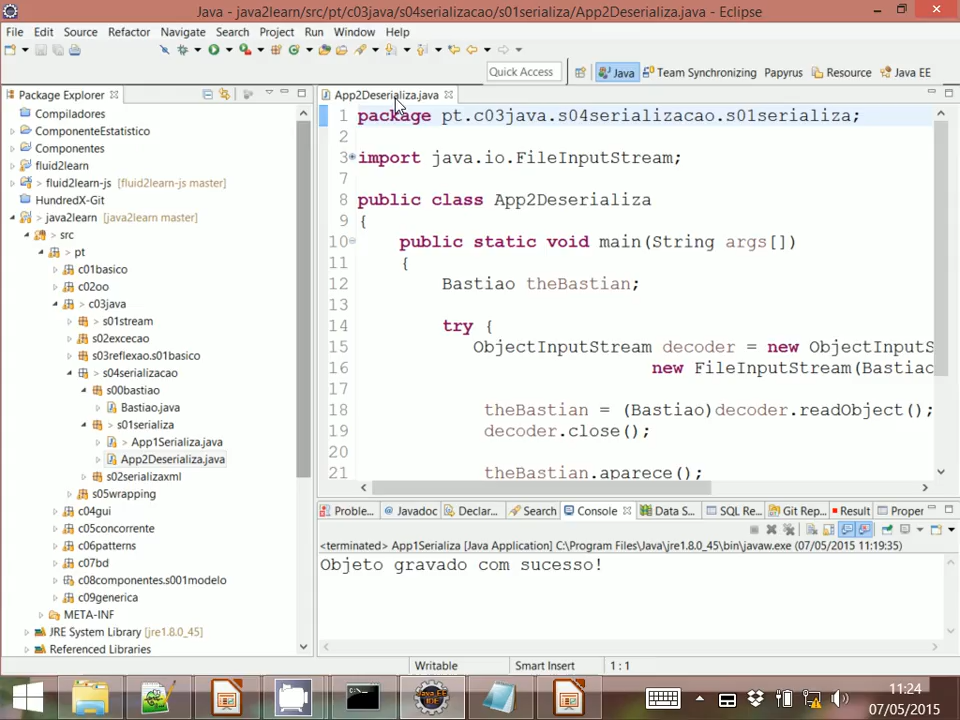 Java - java2learn/src/pt/c03java/s04serializacao/s01serializa/App2Deserializa.java - Eclipse
File Edit Source Refactor Navigate Search Project Run Window Help
Quick Access Java Team Synchronizing Papyrus Resource Java EE
Package Explorer
Compiladores
ComponenteEstatístico
Componentes
fluid2learn
> fluid2learn-js [fluid2learn-js master]
HundredX-Git
> java2learn [java2learn master]
> src
> pt
c01basico
c02oo
> c03java
> s01stream
s02excecao
s03reflexao.s01basico
> s04serializacao
s00bastiao
Bastiao.java
> s01serializa
> App1Serializa.java
App2Deserializa.java
s02serializaxml
s05wrapping
c04gui
c05concorrente
c06patterns
c07bd
c08componentes.s001modelo
c09generica
META-INF
JRE System Library [jre1.8.0_45]
Referenced Libraries
App2Deserializa.java
1 package pt.c03java.s04serializacao.s01serializa;
2
3 import java.io.FileInputStream;
7
8 public class App2Deserializa
9 {
10 public static void main(String args[])
11 {
12 Bastiao theBastian;
13
14 try {
15 ObjectInputStream decoder = new ObjectInputS
16 new FileInputStream(Bastiao
17
18 theBastian = (Bastiao)decoder.readObject();
19 decoder.close();
20
21 theBastian.aparece();
Proble... Javadoc Declar... Search Console Data S... SQL Re... Git Rep... Result Proper
<terminated> App1Serializa [Java Application] C:\Program Files\Java\jre1.8.0_45\bin\javaw.exe (07/05/2015 11:19:35)
Objeto gravado com sucesso!
Writable Smart Insert 1 : 1
Java EE
IDE
11:24
07/05/2015